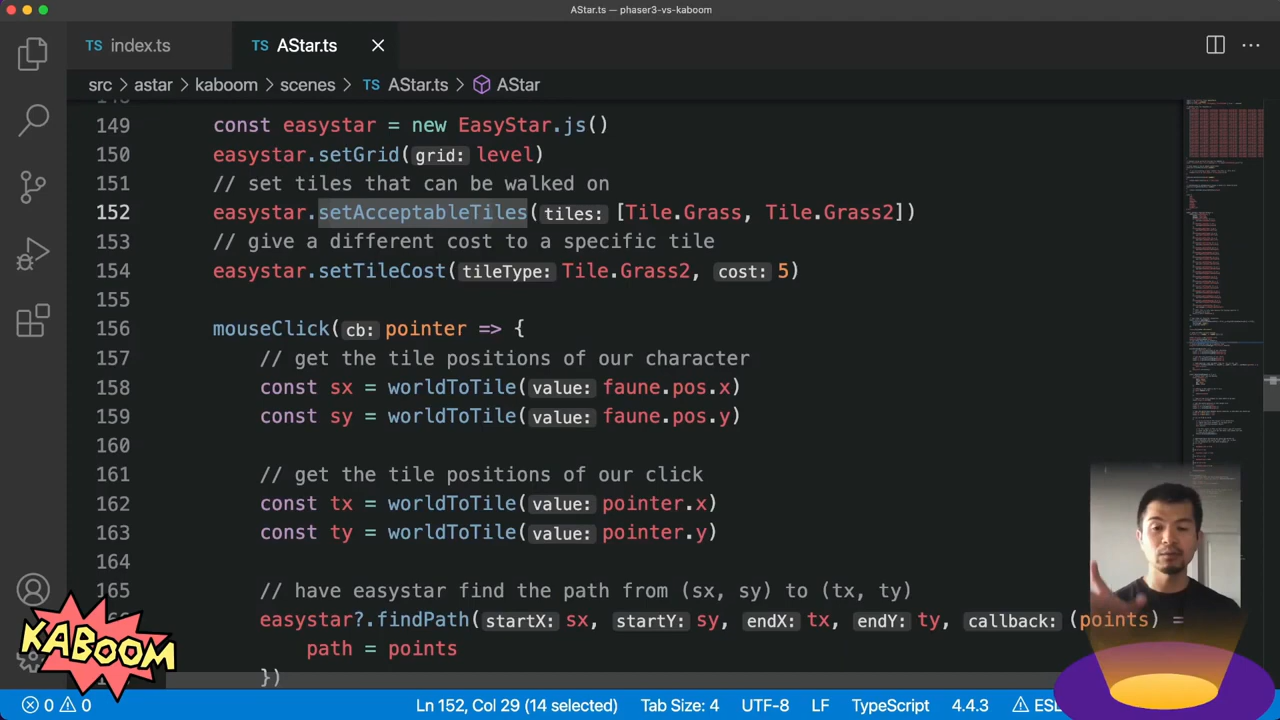 AStar.ts — phaser3-vs-kaboom
TS index.ts
TS AStar.ts
src > astar > kaboom > scenes > TS AStar.ts > AStar
149 const easystar = new EasyStar.js()
150 easystar.setGrid(grid: level)
151 // set tiles that can be walked on
152 easystar.setAcceptableTiles(tiles: [Tile.Grass, Tile.Grass2])
153 // give a different cost to a specific tile
154 easystar.setTileCost(tileType: Tile.Grass2, cost: 5)
155
156 mouseClick(cb: pointer => {
157 // get the tile positions of our character
158 const sx = worldToTile(value: faune.pos.x)
159 const sy = worldToTile(value: faune.pos.y)
160
161 // get the tile positions of our click
162 const tx = worldToTile(value: pointer.x)
163 const ty = worldToTile(value: pointer.y)
164
165 // have easystar find the path from (sx, sy) to (tx, ty)
easystar?.findPath(startX: sx, startY: sy, endX: tx, endY: ty, callback: (points) =
path = points
})
KABOOM
0 0
Ln 152, Col 29 (14 selected)
Tab Size: 4
UTF-8
LF
TypeScript
4.4.3
ESL